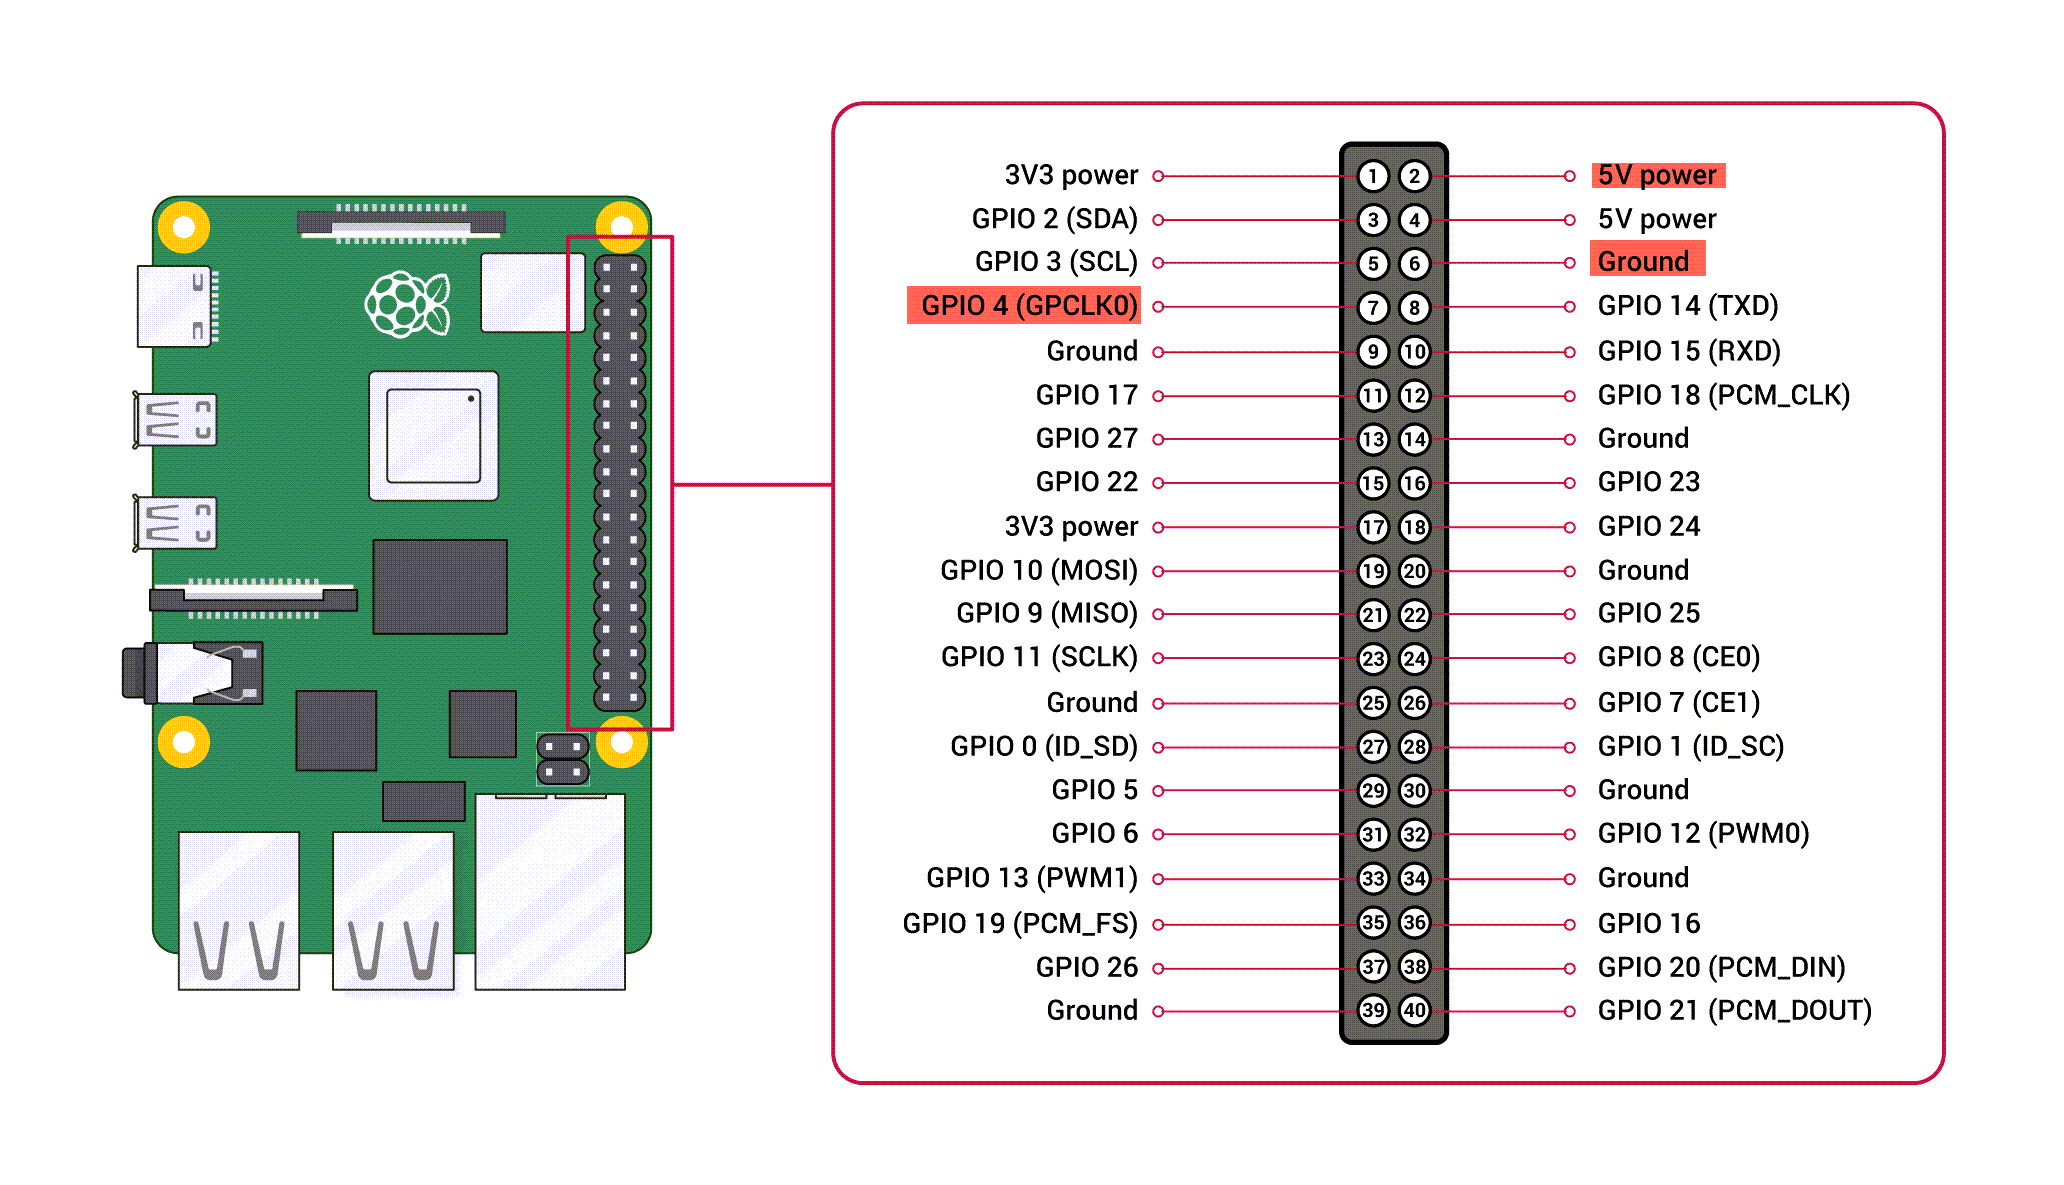 3V3 power 1 2 5V power
GPIO 2 (SDA) 3 4 5V power
GPIO 3 (SCL) 5 6 Ground
GPIO 4 (GPCLK0) 7 8 GPIO 14 (TXD)
Ground 9 10 GPIO 15 (RXD)
GPIO 17 11 12 GPIO 18 (PCM_CLK)
GPIO 27 13 14 Ground
GPIO 22 15 16 GPIO 23
3V3 power 17 18 GPIO 24
GPIO 10 (MOSI) 19 20 Ground
GPIO 9 (MISO) 21 22 GPIO 25
GPIO 11 (SCLK) 23 24 GPIO 8 (CE0)
Ground 25 26 GPIO 7 (CE1)
GPIO 0 (ID_SD) 27 28 GPIO 1 (ID_SC)
GPIO 5 29 30 Ground
GPIO 6 31 32 GPIO 12 (PWM0)
GPIO 13 (PWM1) 33 34 Ground
GPIO 19 (PCM_FS) 35 36 GPIO 16
GPIO 26 37 38 GPIO 20 (PCM_DIN)
Ground 39 40 GPIO 21 (PCM_DOUT)